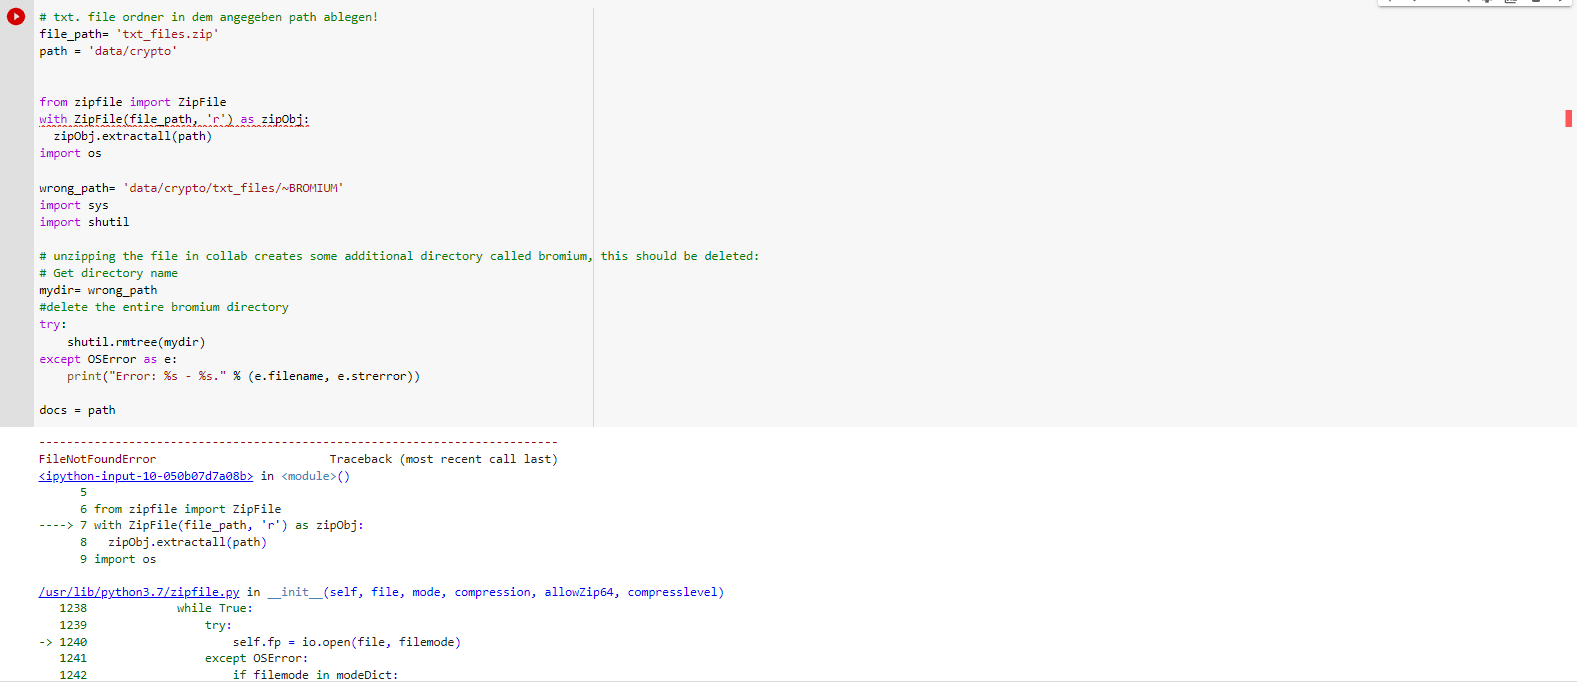 # txt. file ordner in dem angegeben path ablegen!
file_path= 'txt_files.zip'
path = 'data/crypto'
from zipfile import ZipFile
with ZipFile(file_path, 'r') as zipObj:
  zipObj.extractall(path)
import os
wrong_path= 'data/crypto/txt_files/~BROMIUM'
import sys
import shutil
# unzipping the file in collab creates some additional directory called bromium, this should be deleted:
# Get directory name
mydir= wrong_path
#delete the entire bromium directory
try:
    shutil.rmtree(mydir)
except OSError as e:
    print("Error: %s - %s." % (e.filename, e.strerror))
docs = path
---------------------------------------------------------------------------
FileNotFoundError                         Traceback (most recent call last)
<ipython-input-10-050b07d7a08b> in <module>()
      5
      6 from zipfile import ZipFile
----> 7 with ZipFile(file_path, 'r') as zipObj:
      8   zipObj.extractall(path)
      9 import os
/usr/lib/python3.7/zipfile.py in __init__(self, file, mode, compression, allowZip64, compresslevel)
   1238             while True:
   1239                 try:
-> 1240                     self.fp = io.open(file, filemode)
   1241                 except OSError:
   1242                     if filemode in modeDict: